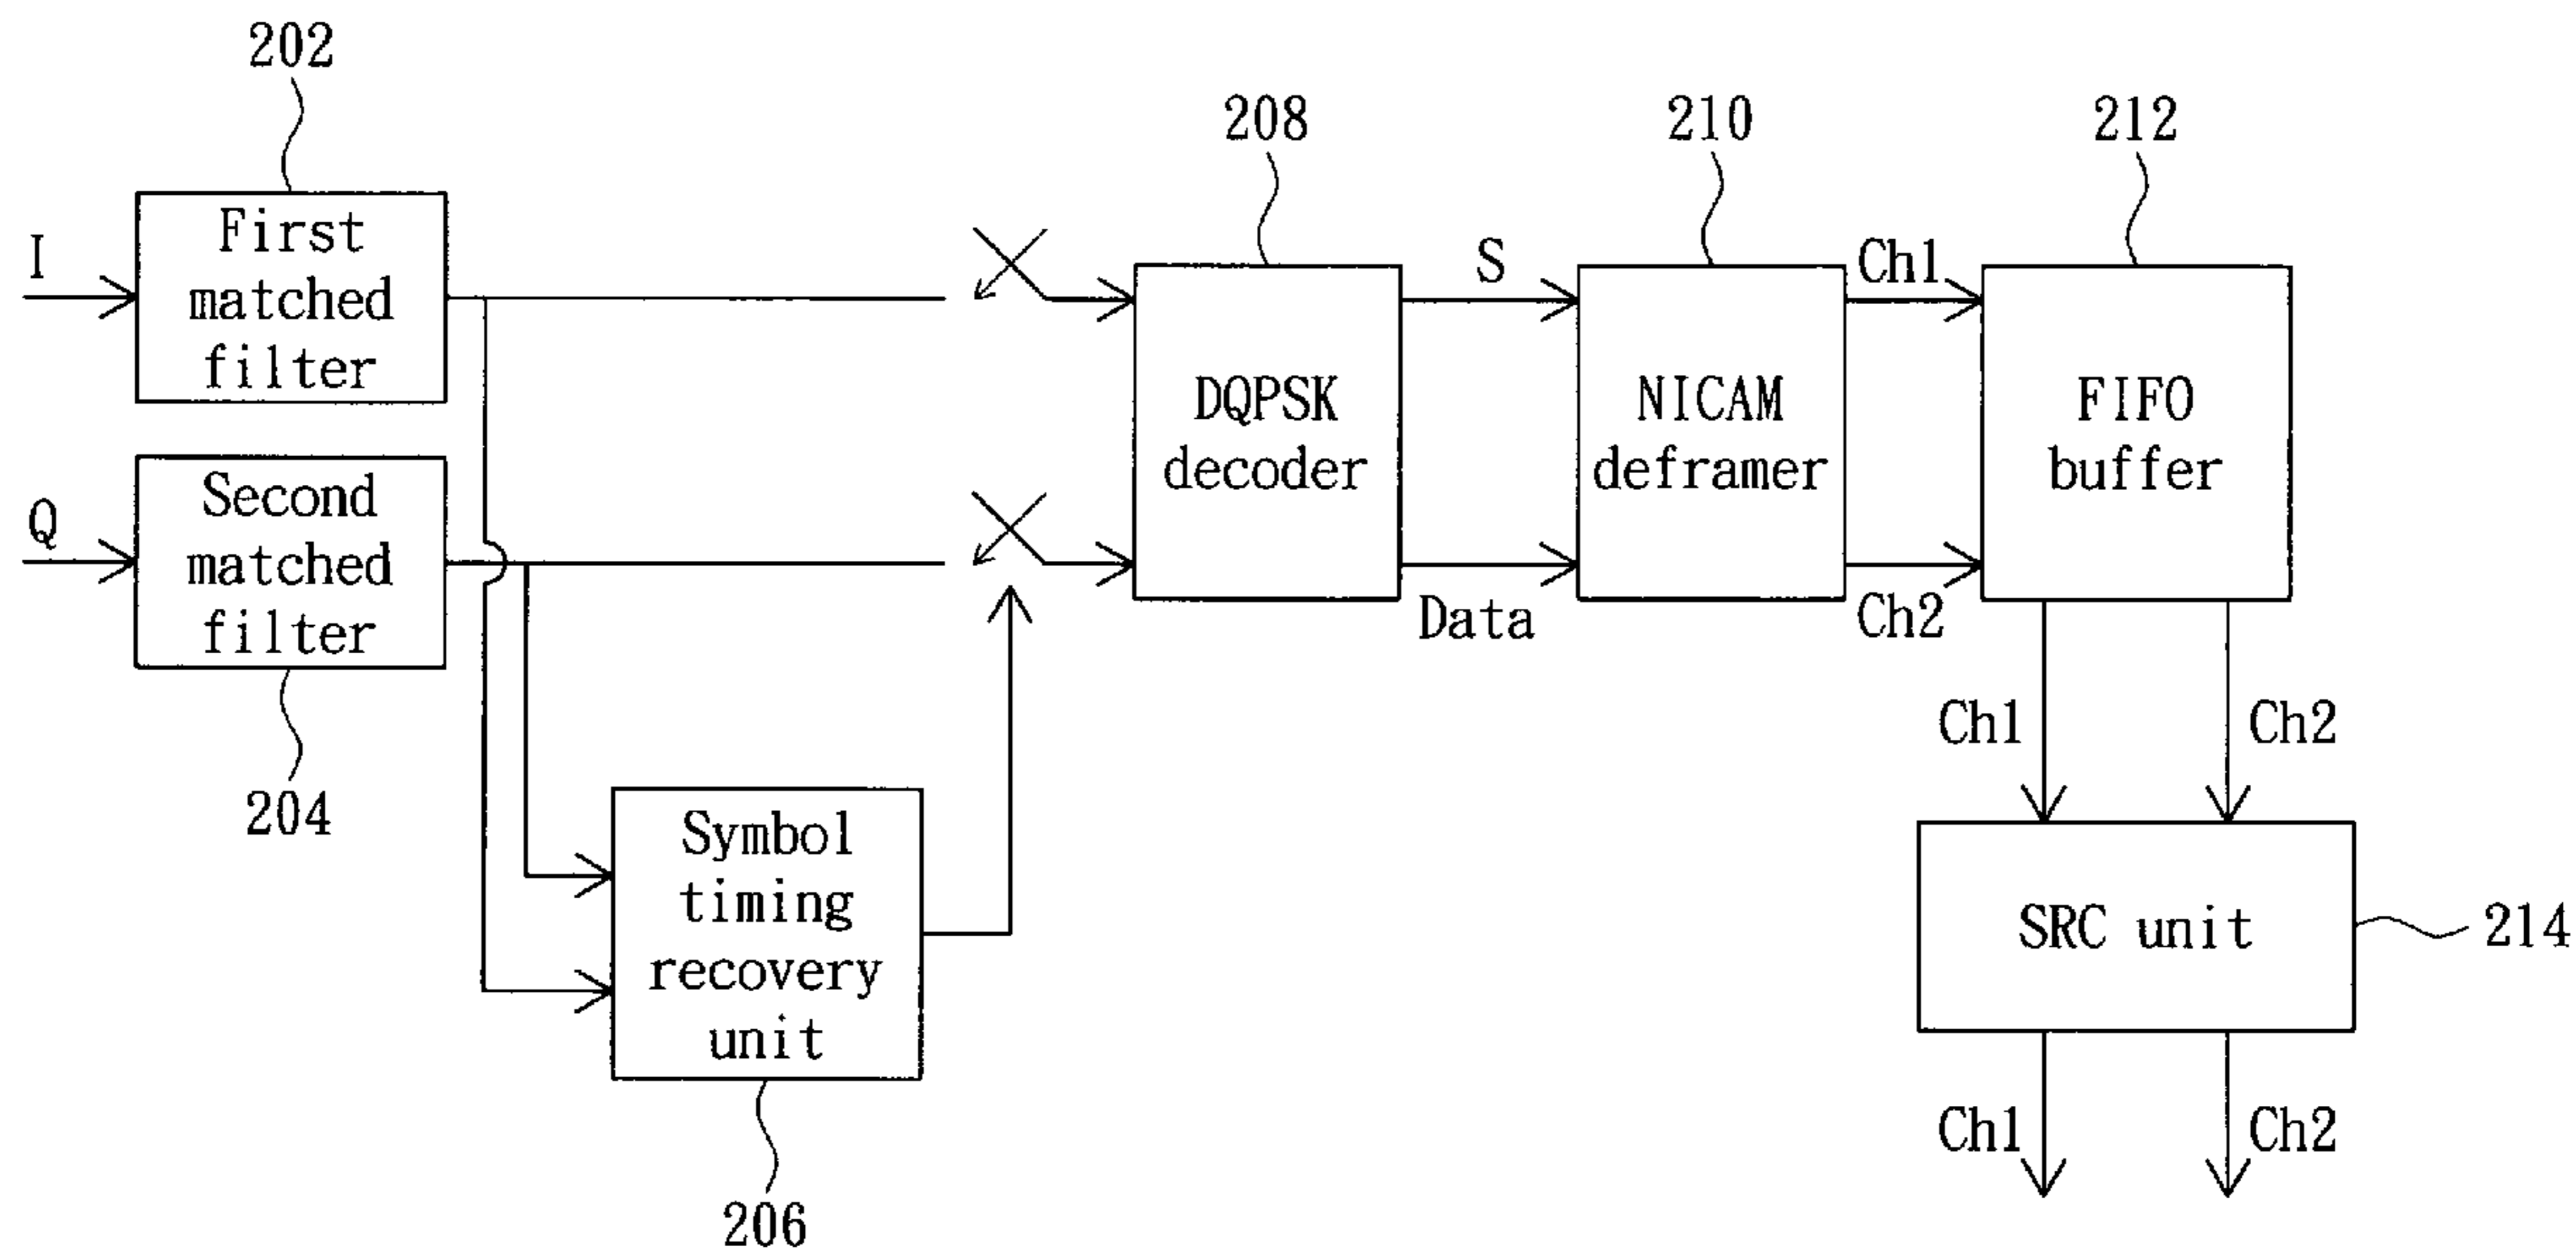 202
208
210
212
I
First
matched
filter
S
Ch1
DQPSK
decoder
NICAM
deframer
FIFO
buffer
Q
Second
matched
filter
Data
Ch2
204
Ch1
Ch2
Symbol
timing
recovery
unit
SRC unit
214
Ch1
Ch2
206